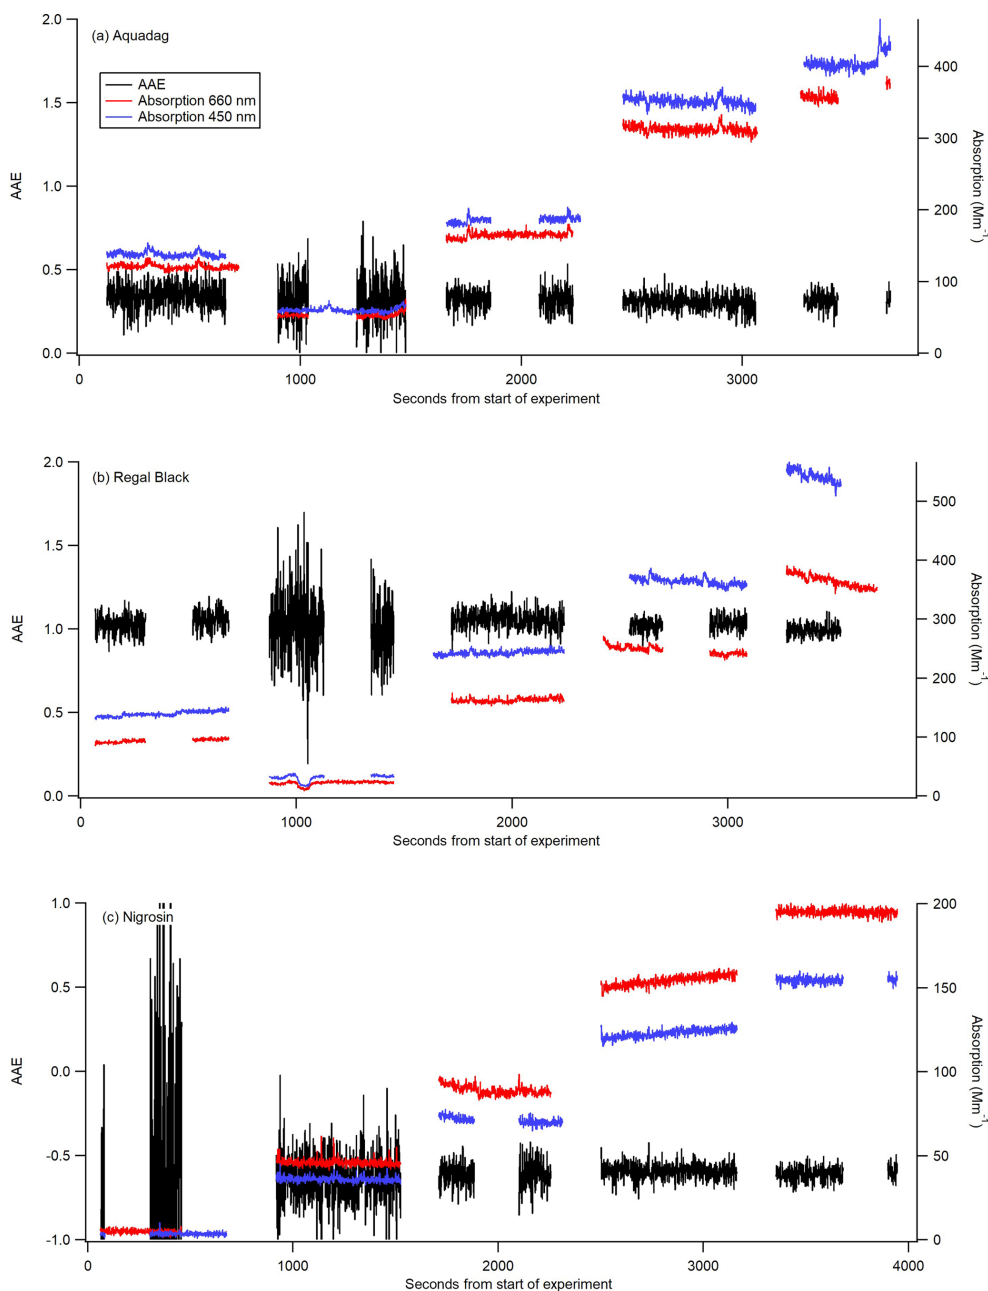 (a) Aquadag
AAE
Absorption 660 nm
Absorption 450 nm
2.0
1.5
1.0
0.5
0.0
AAE
400
300
200
100
0
Absorption (Mm-1)
0
1000
2000
3000
Seconds from start of experiment
(b) Regal Black
2.0
1.5
1.0
0.5
0.0
AAE
500
400
300
200
100
0
Absorption (Mm-1)
0
1000
2000
3000
Seconds from start of experiment
(c) Nigrosin
1.0
0.5
0.0
-0.5
-1.0
AAE
200
150
100
50
0
Absorption (Mm-1)
0
1000
2000
3000
4000
Seconds from start of experiment